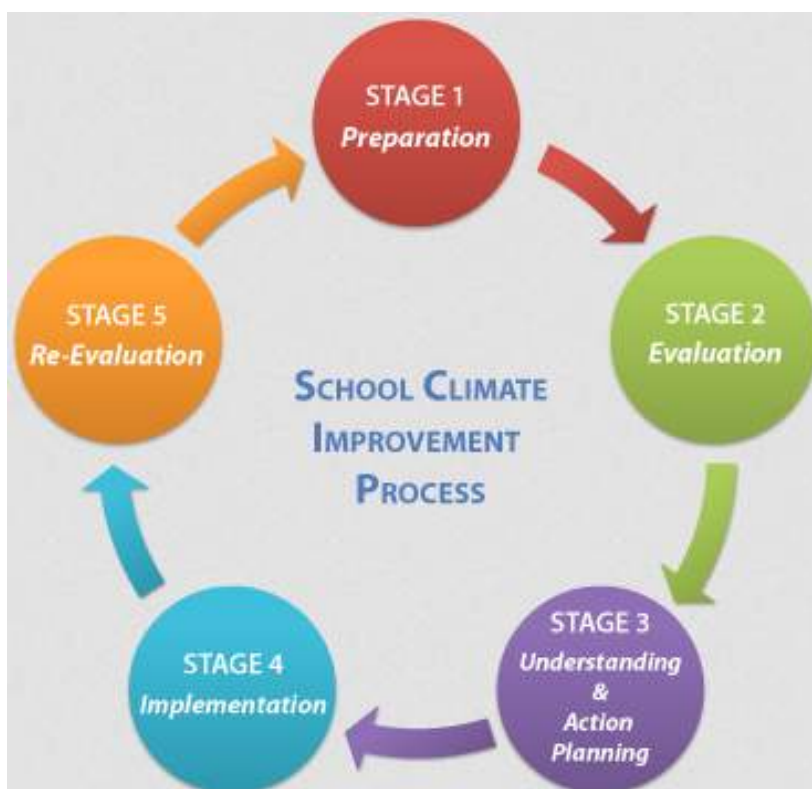 STAGE 1
Preparation
STAGE 2
Evaluation
STAGE 3
Understanding
&
Action
Planning
STAGE 4
Implementation
STAGE 5
Re-Evaluation
SCHOOL CLIMATE
IMPROVEMENT
PROCESS